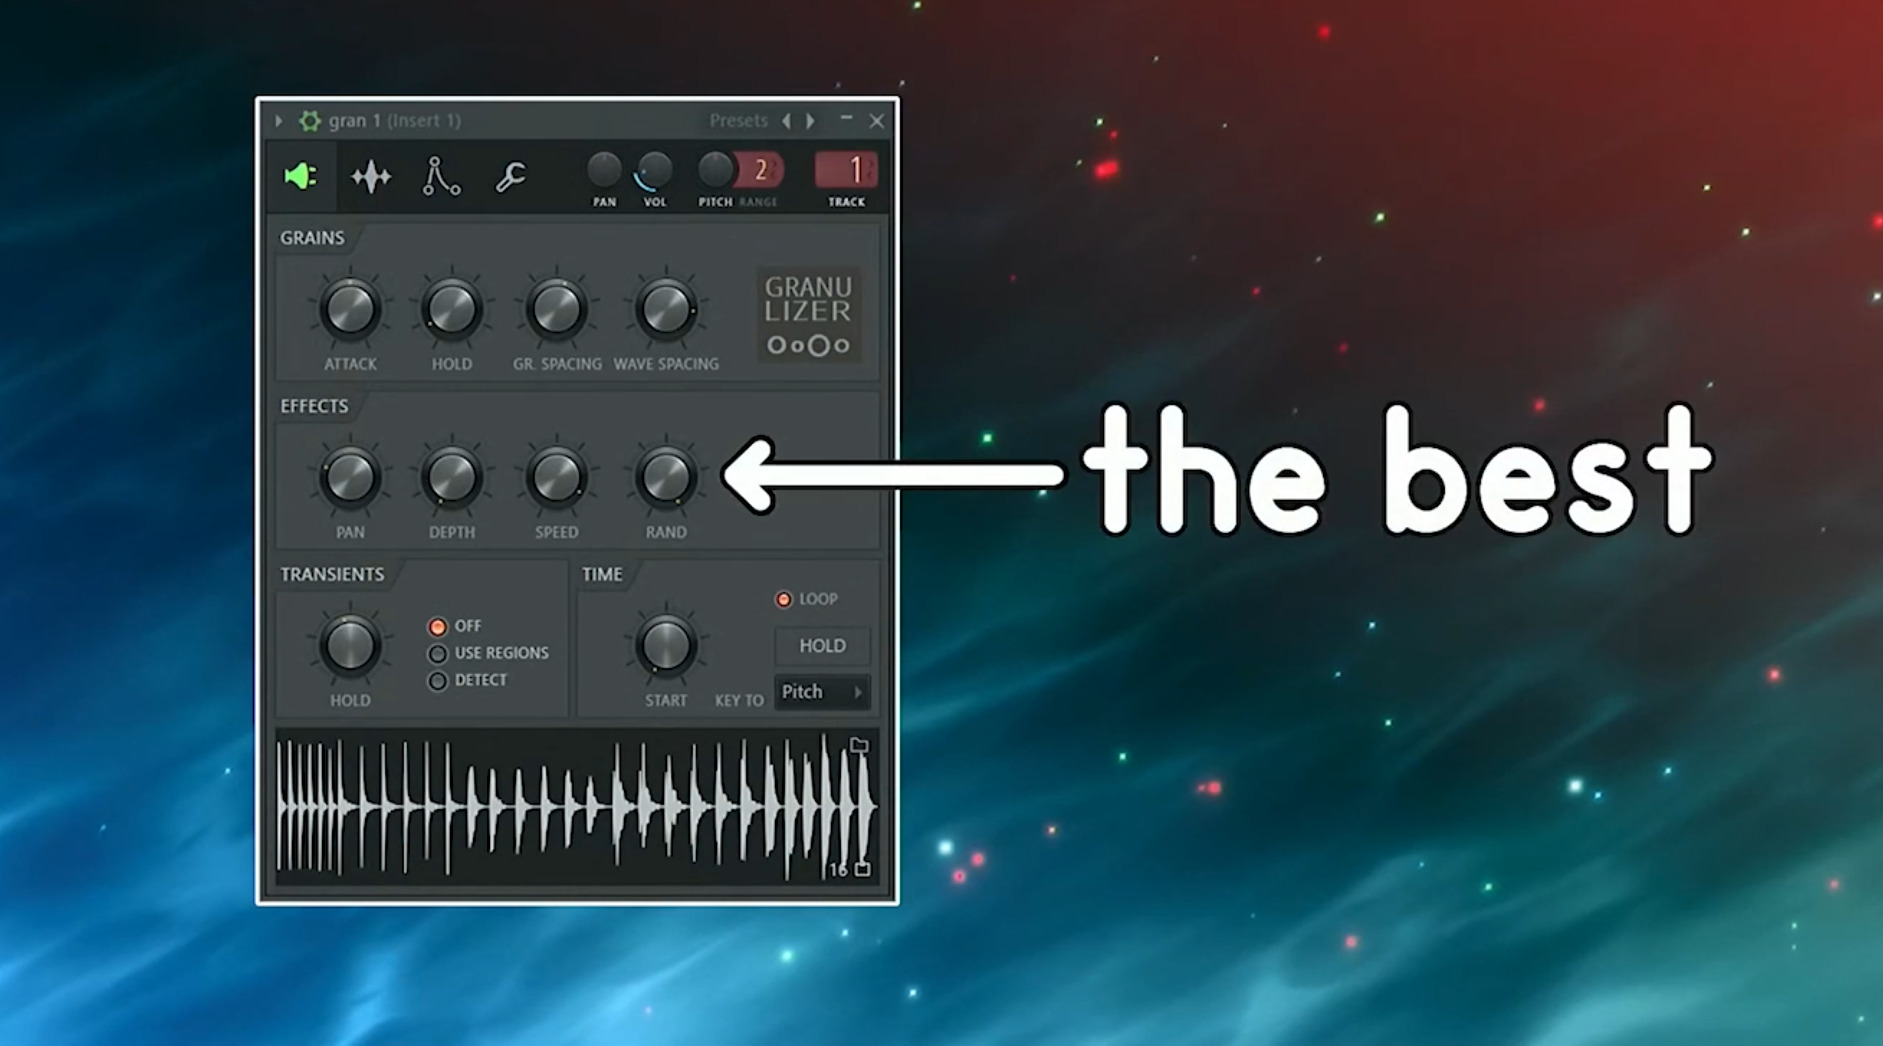 gran 1 (Insert 1) Presets
2 1
PAN VOL PITCH RANGE TRACK
GRAINS
GRANU
LIZER
ATTACK HOLD GR. SPACING WAVE SPACING
EFFECTS
the best
PAN DEPTH SPEED RAND
TRANSIENTS TIME
LOOP
OFF
HOLD
USE REGIONS
DETECT
Pitch
HOLD START KEY TO
16